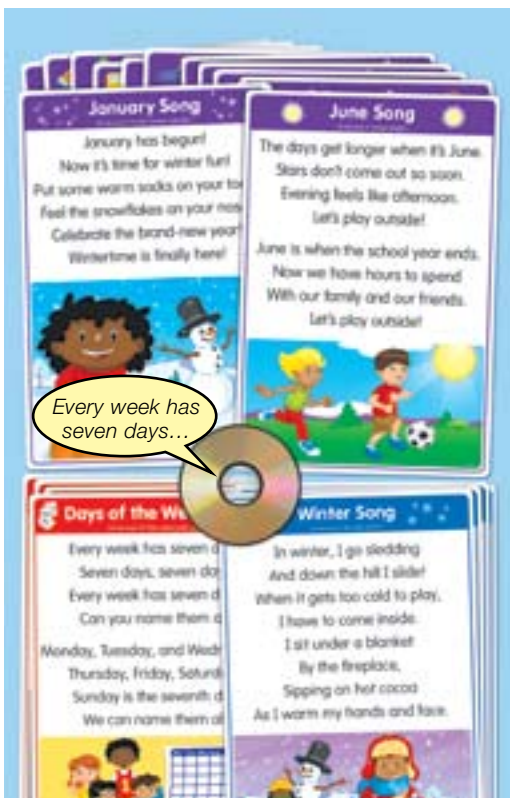 January Song
January has begun!
Now it's time for winter fun!
Put some warm socks on your
Feel the snowflakes on your nose
Celebrate the brand-new year!
Wintertime is finally here!
June Song
The days get longer when it's June.
Stars don't come out so soon.
Evening feels like afternoon.
Let's play outside!
June is when the school year ends.
Now we have hours to spend
With our family and our friends.
Let's play outside!
Every week has
seven days...
Days of the We
Every week has seven d
Seven days, seven day
Every week has seven d
Can you name them a
Monday, Tuesday, and Wedn
Thursday, Friday, Saturd
Sunday is the seventh d
We can name them al
Winter Song
In winter, I go sledding
And down the hill I slide!
When it gets too cold to play,
I have to come inside.
I sit under a blanket
By the fireplace,
Sipping on hot cocoa
As I warm my hands and face.